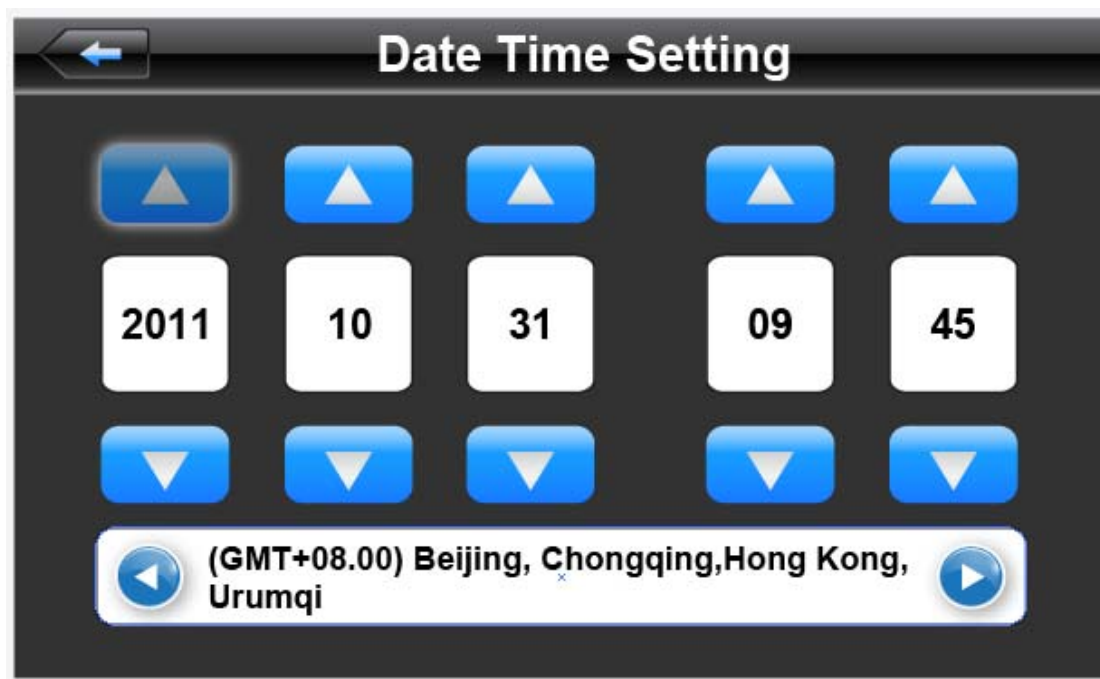 Date Time Setting
2011 10 31 09 45
(GMT+08.00) Beijing, Chongqing,Hong Kong,
Urumqi